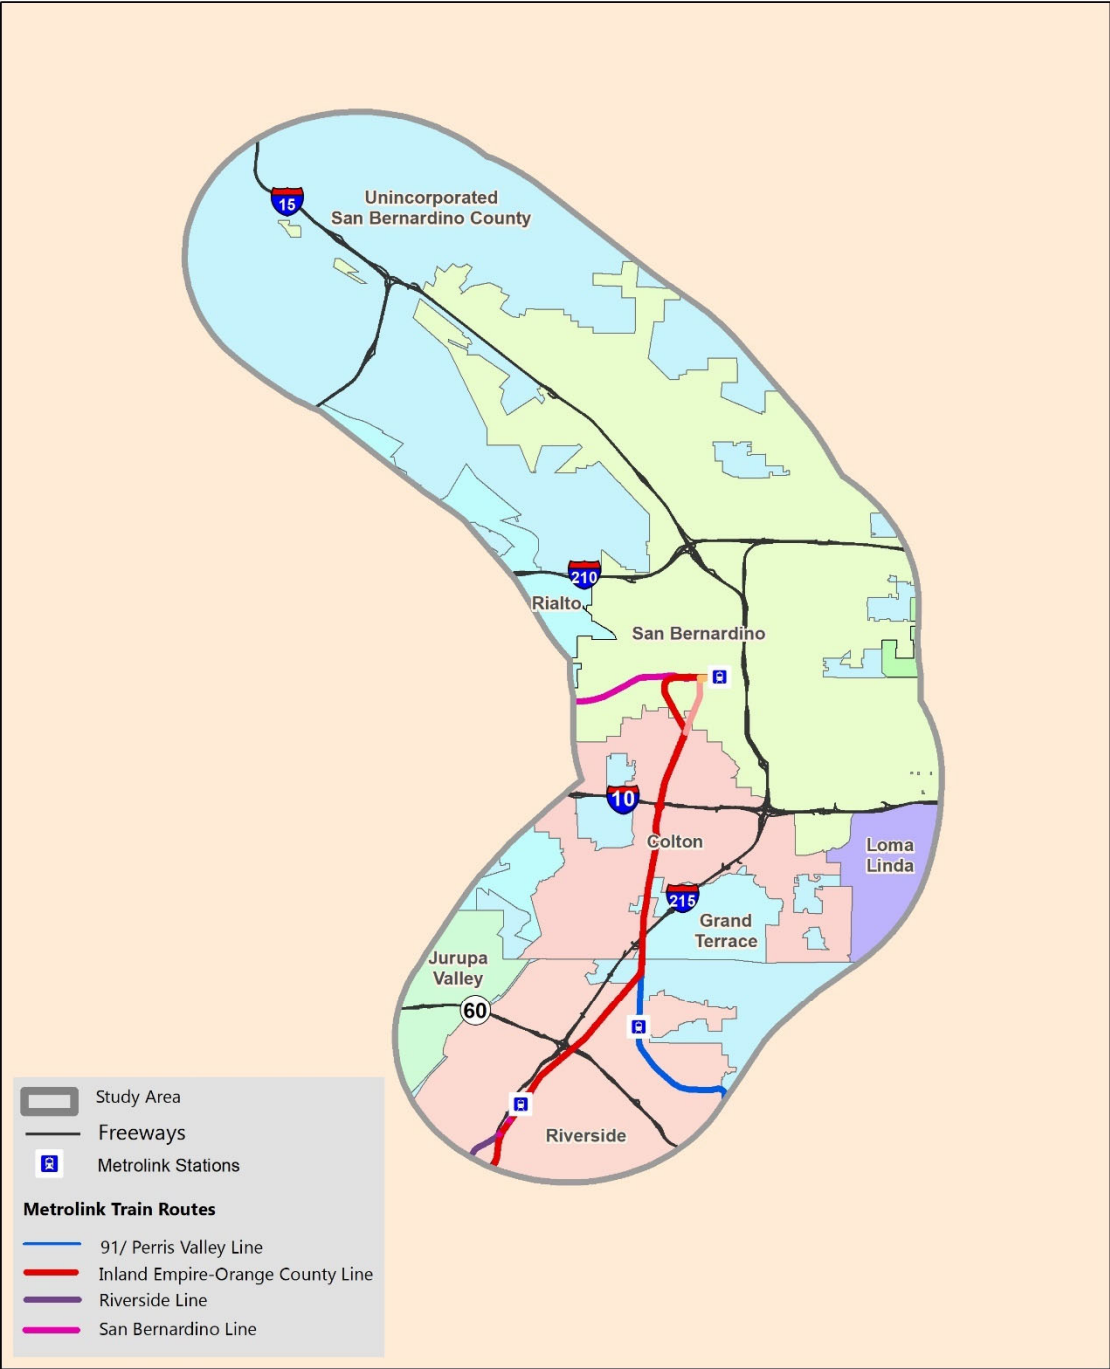 15
Unincorporated
San Bernardino County
210
Rialto
San Bernardino
10
Colton
Loma
Linda
215
Grand
Terrace
Jurupa
Valley
60
Riverside
Study Area
Freeways
Metrolink Stations
Metrolink Train Routes
91/ Perris Valley Line
Inland Empire-Orange County Line
Riverside Line
San Bernardino Line